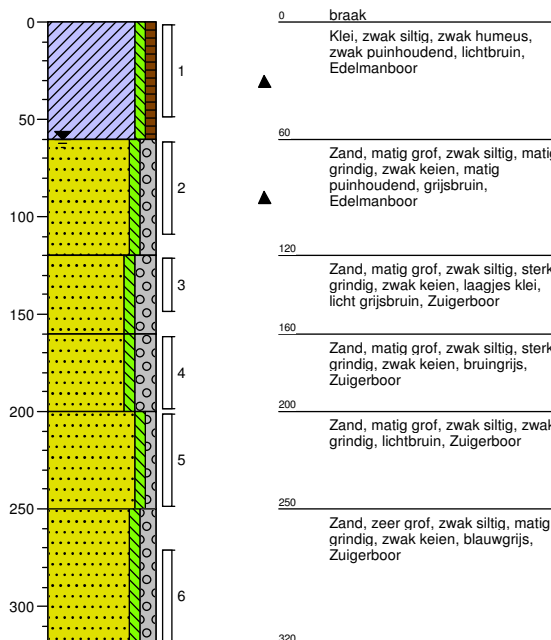 0
50
100
150
200
250
300
1
2
3
4
5
6
0 braak
Klei, zwak siltig, zwak humeus,
zwak puinhoudend, lichtbruin,
Edelmanboor
60
Zand, matig grof, zwak siltig, matig
grindig, zwak keien, matig
puinhoudend, grijsbruin,
Edelmanboor
120
Zand, matig grof, zwak siltig, sterk
grindig, zwak keien, laagjes klei,
licht grijsbruin, Zuigerboor
160
Zand, matig grof, zwak siltig, sterk
grindig, zwak keien, bruingrijs,
Zuigerboor
200
Zand, matig grof, zwak siltig, zwak
grindig, lichtbruin, Zuigerboor
250
Zand, zeer grof, zwak siltig, matig
grindig, zwak keien, blauwgrijs,
Zuigerboor
320